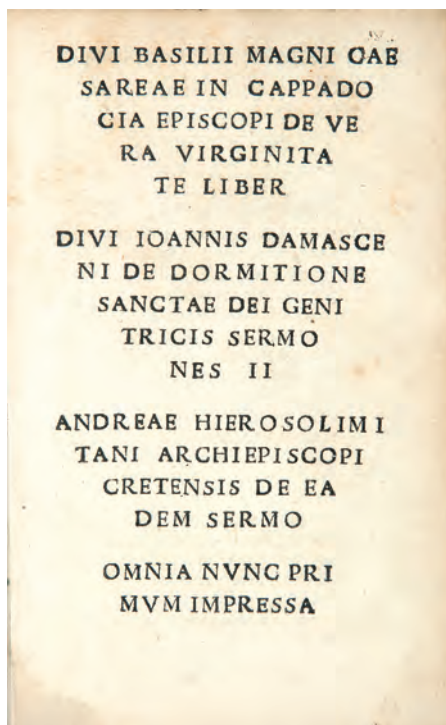 DIVI BASILII MAGNI CAE
SAREAE IN CAPPADO
CIA EPISCOPI DE VE
RA VIRGINITA
TE LIBER
DIVI IOANNIS DAMASCE
NI DE DORMITIONE
SANCTAE DEI GENI
TRICIS SERMO
NES II
ANDREAE HIEROSOLIMI
TANI ARCHIEPISCOPI
CRETENSIS DE EA
DEM SERMO
OMNIA NVNC PRI
MVM IMPRESSA